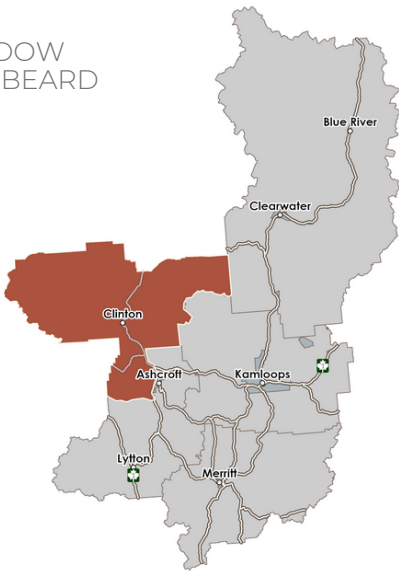 DOW
BEARD
Blue River
Clearwater
Clinton
Ashcroft
Kamloops
Lytton
Merritt